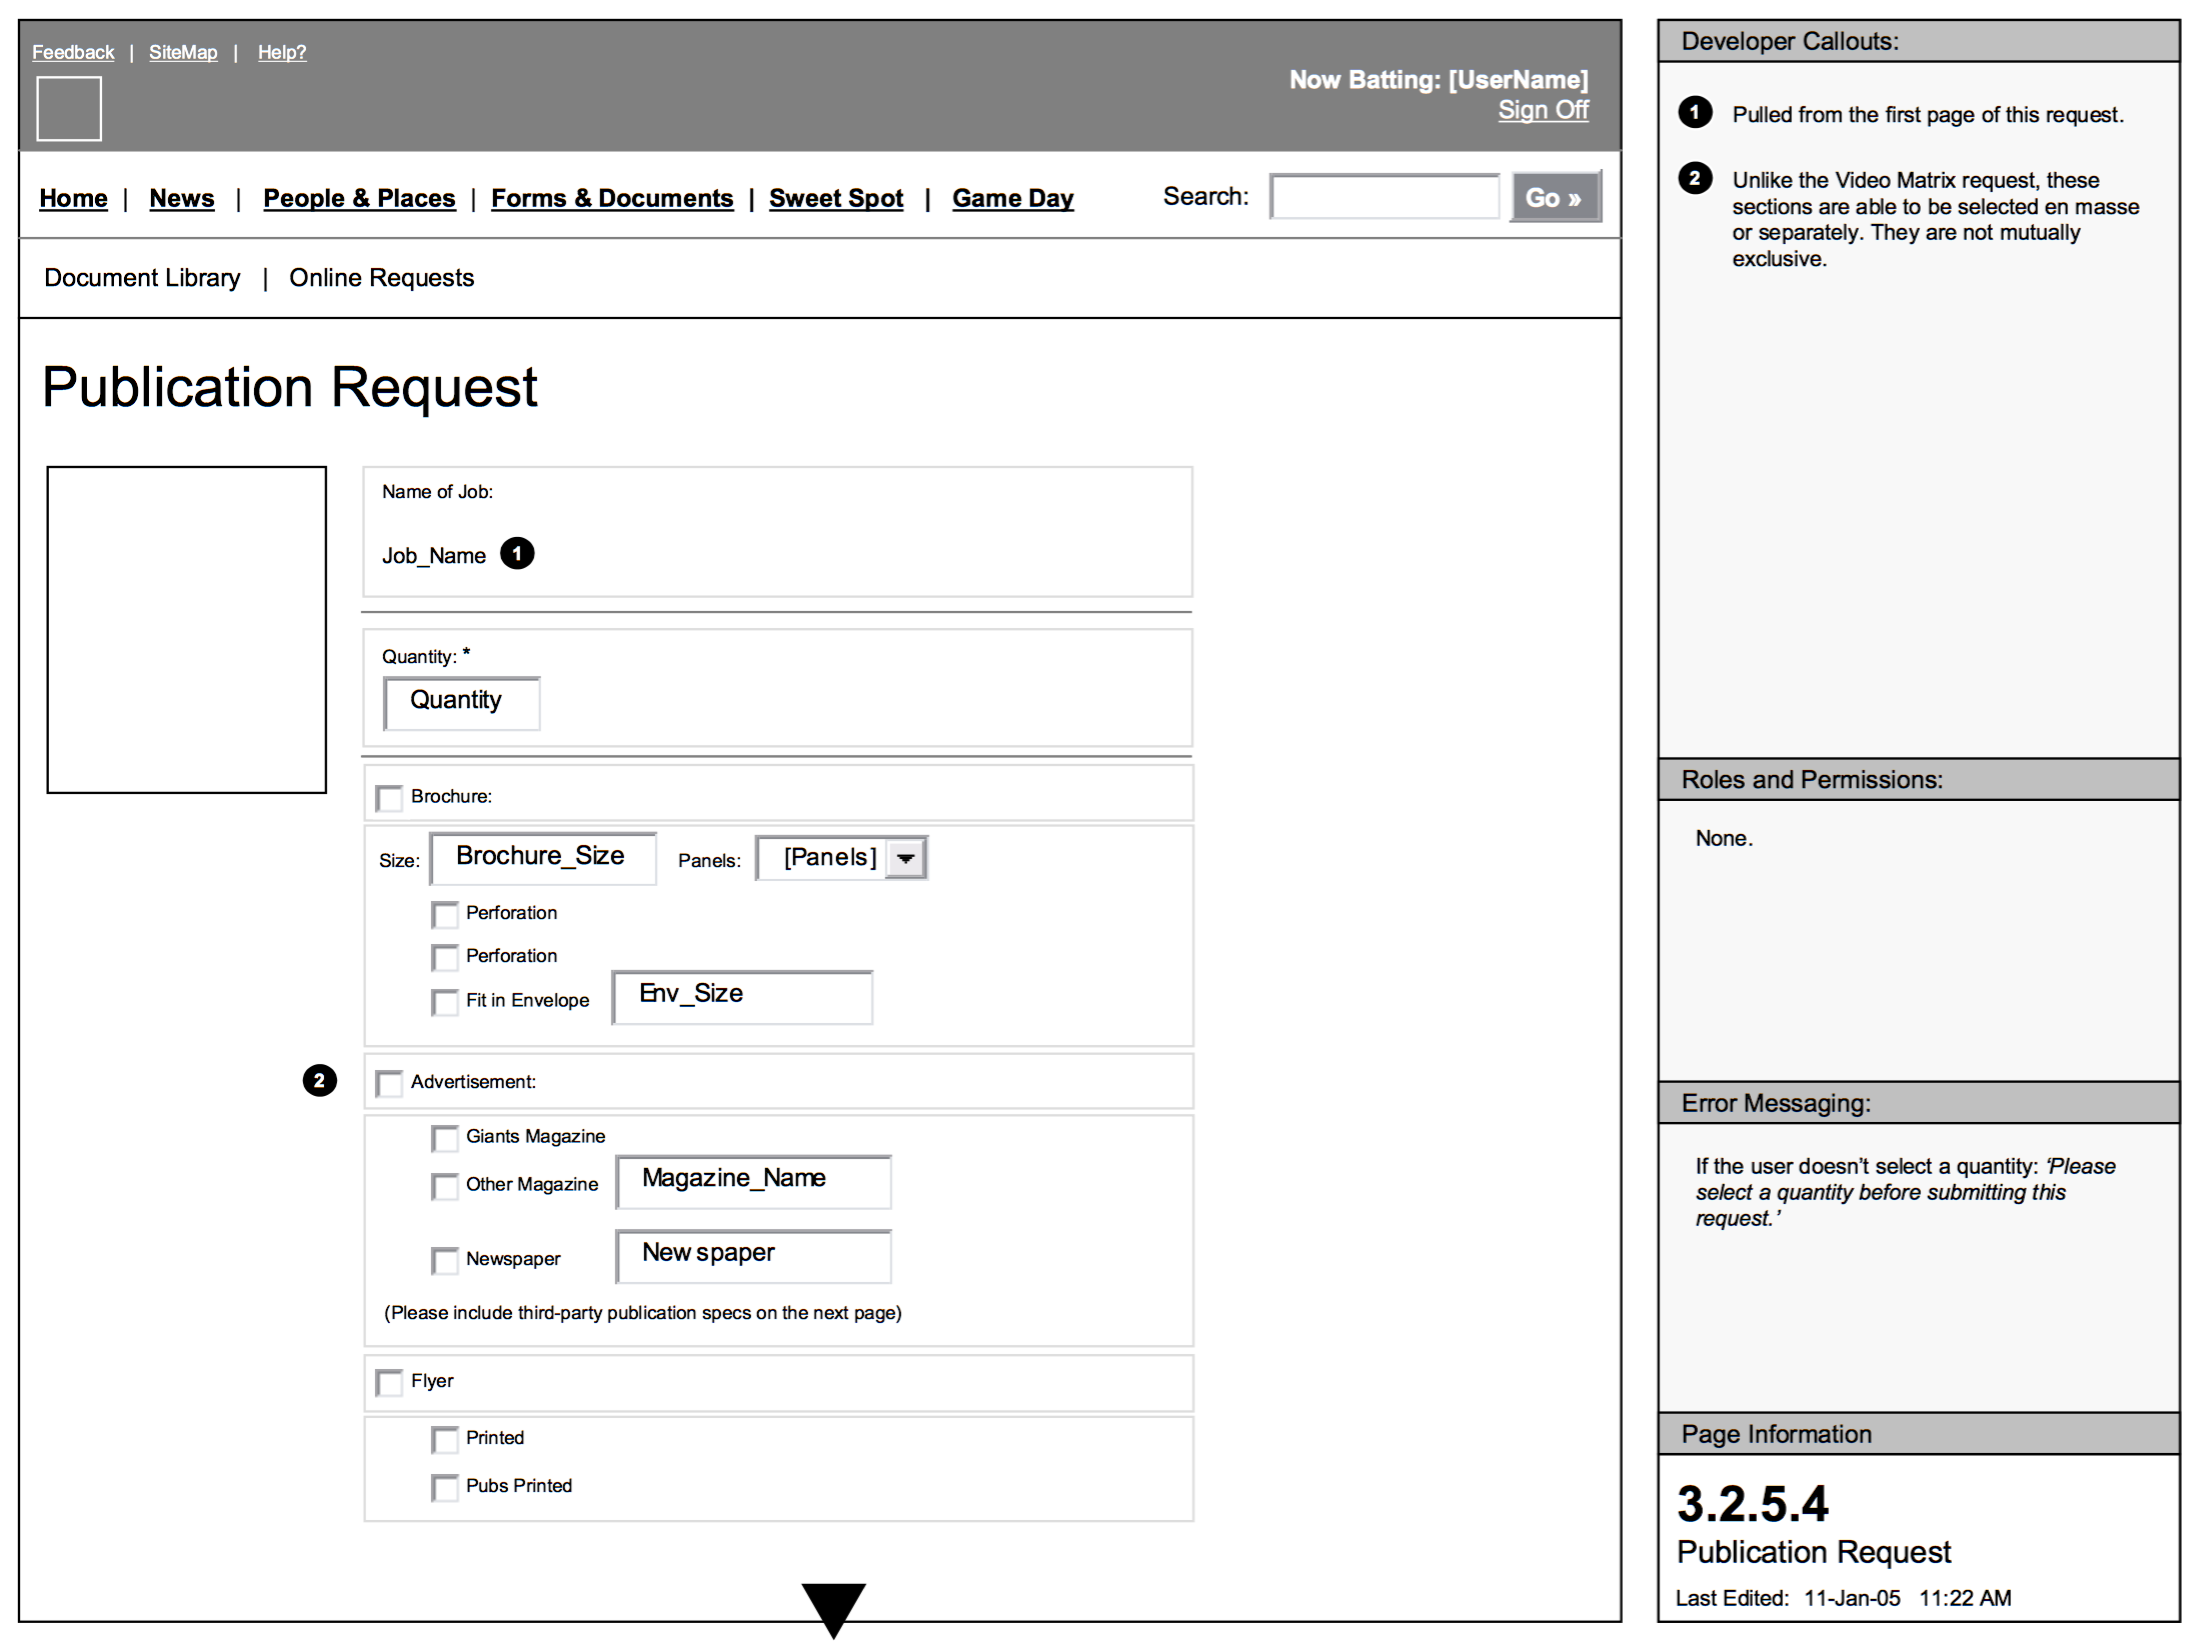 Feedback | SiteMap | Help?
Now Batting: [UserName]
Sign Off
Home | News | People & Places | Forms & Documents | Sweet Spot | Game Day Search: Go »
Document Library | Online Requests
Publication Request
Name of Job:
Job_Name 1
Quantity: *
Quantity
Brochure:
Size: Brochure_Size Panels: [Panels]
Perforation
Perforation
Fit in Envelope Env_Size
2 Advertisement:
Giants Magazine
Other Magazine Magazine_Name
Newspaper Newspaper
(Please include third-party publication specs on the next page)
Flyer
Printed
Pubs Printed
Developer Callouts:
1 Pulled from the first page of this request.
2 Unlike the Video Matrix request, these
sections are able to be selected en masse
or separately. They are not mutually
exclusive.
Roles and Permissions:
None.
Error Messaging:
If the user doesn’t select a quantity: ‘Please
select a quantity before submitting this
request.’
Page Information
3.2.5.4
Publication Request
Last Edited: 11-Jan-05 11:22 AM